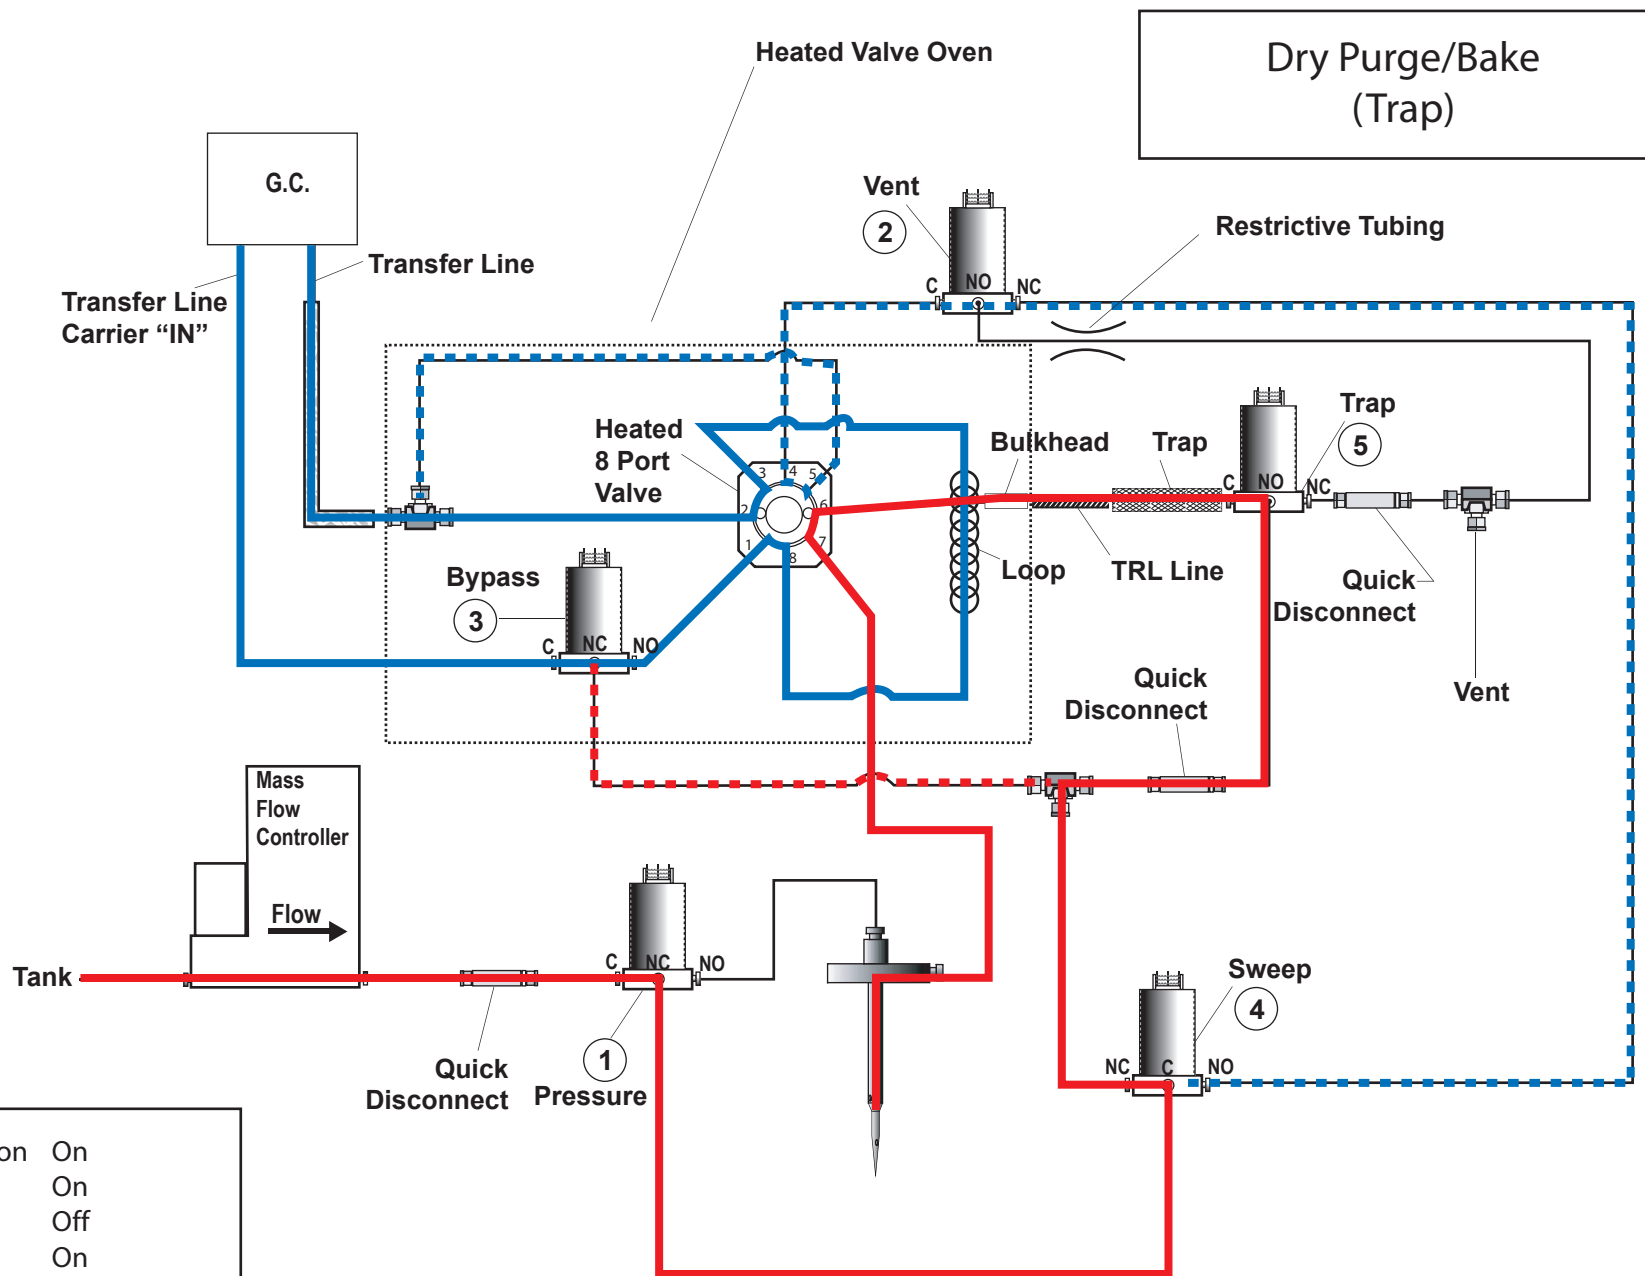 Dry Purge/Bake
(Trap)
Heated Valve Oven
G.C.
Vent
2
C
NO
NC
Restrictive Tubing
Transfer Line
Transfer Line
Carrier “IN”
Heated
8 Port
Valve
1
2
3
4
5
6
7
8
Bulkhead
Trap
Trap
5
C
NO
NC
Loop
TRL Line
Quick
Disconnect
Vent
Bypass
3
C
NC
NO
Quick
Disconnect
Mass
Flow
Controller
Flow
Tank
C
NC
NO
Quick
Disconnect
1
Pressure
Sweep
4
NC
C
NO
on On
On
Off
On